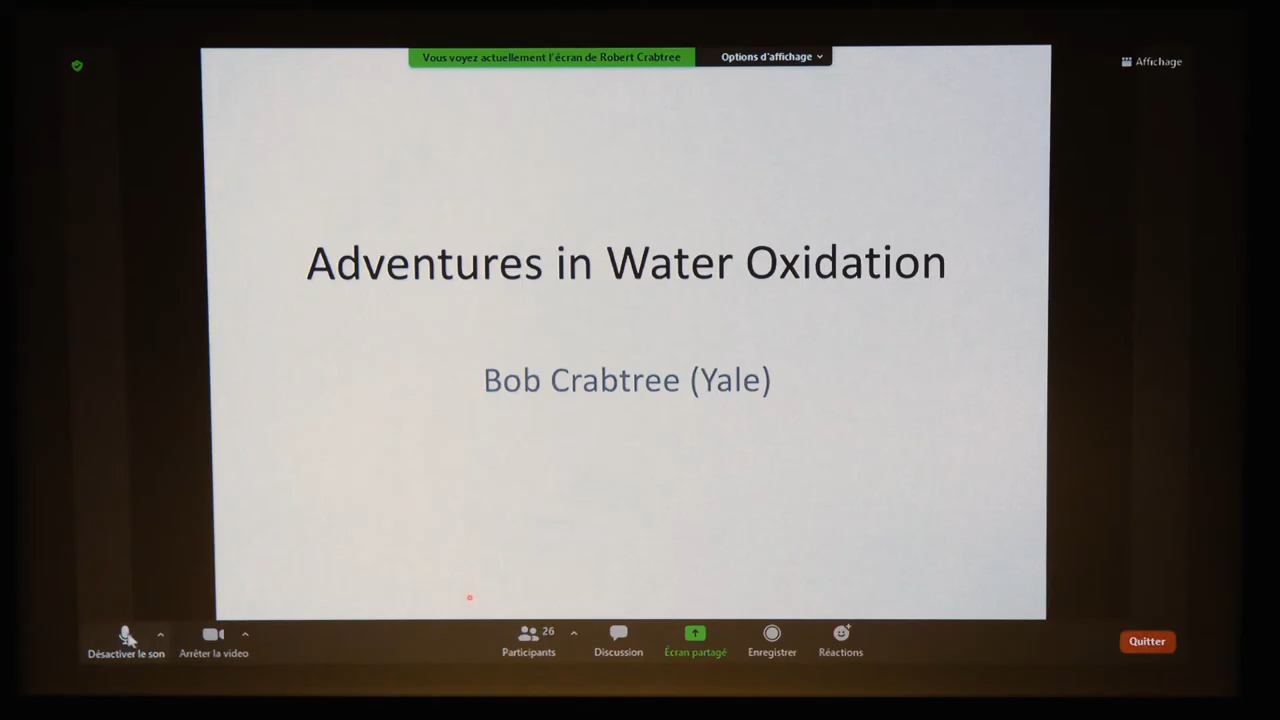 Vous voyez actuellement l'écran de Robert Crabtree
Options d'affichage
Affichage
Adventures in Water Oxidation
Bob Crabtree (Yale)
Désactiver le son
Arrêter la video
26
Participants
Discussion
Écran partagé
Enregistrer
Réactions
Quitter